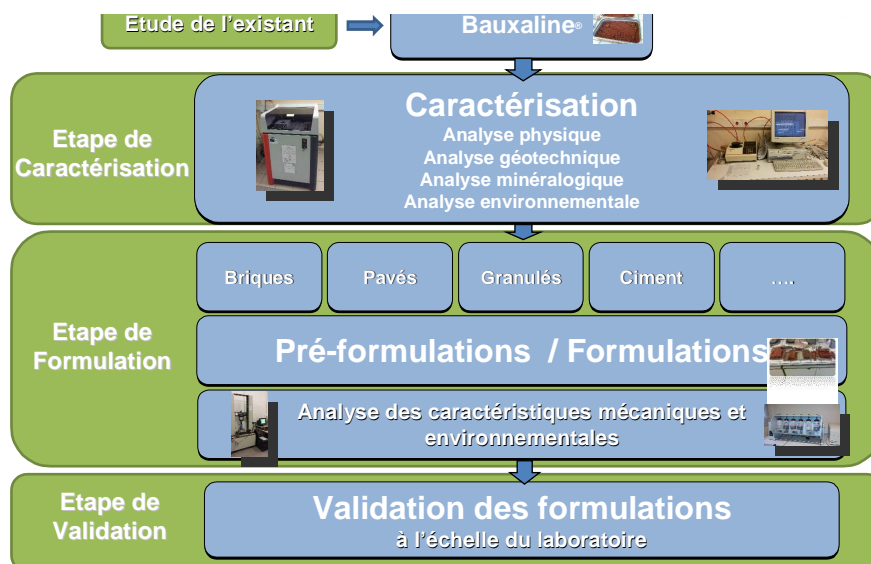 Etude de l'existant
Bauxaline®
Etape de
Caractérisation
Caractérisation
Analyse physique
Analyse géotechnique
Analyse minéralogique
Analyse environnementale
Etape de
Formulation
Briques
Pavés
Granulés
Ciment
....
Pré-formulations / Formulations
Analyse des caractéristiques mécaniques et
environnementales
Etape de
Validation
Validation des formulations
à l'échelle du laboratoire